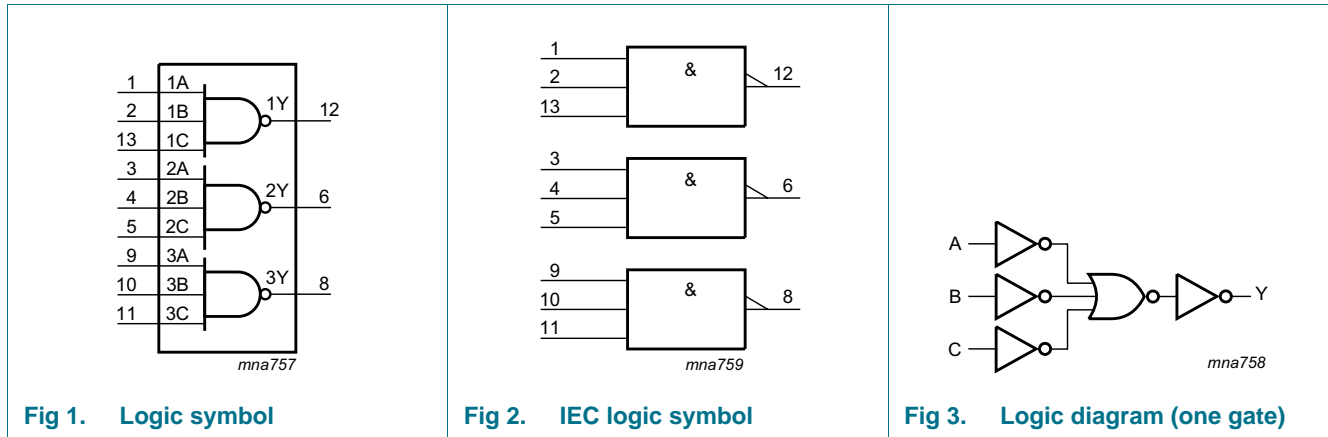 1 1A
2 1B 1Y 12
13 1C
3 2A
4 2B 2Y 6
5 2C
9 3A
10 3B 3Y 8
11 3C
mna757
Fig 1. Logic symbol
1 &
2 12
13
3 &
4 6
5
9 &
10 8
11
mna759
Fig 2. IEC logic symbol
A
B Y
C
mna758
Fig 3. Logic diagram (one gate)